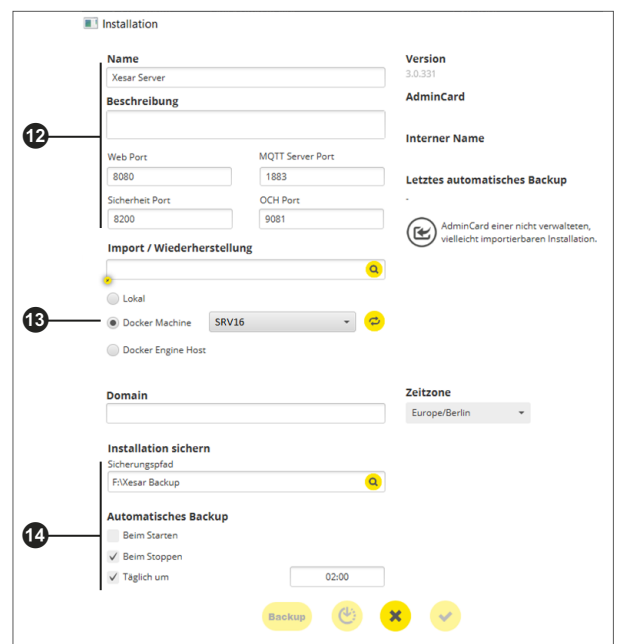 Installation
Name
Xesar Server
Beschreibung
12
Web Port
MQTT Server Port
8080
1883
Sicherheit Port
OCH Port
8200
9081
Version
3.0.331
AdminCard
Interner Name
Letztes automatisches Backup
-
AdminCard einer nicht verwalteten,
vielleicht importierbaren Installation.
Import / Wiederherstellung
Lokal
13
Docker Machine
SRV16
Docker Engine Host
Domain
Zeitzone
Europe/Berlin
Installation sichern
Sicherungspfad
F:\Xesar Backup
Automatisches Backup
14
Beim Starten
Beim Stoppen
Täglich um
02:00
Backup